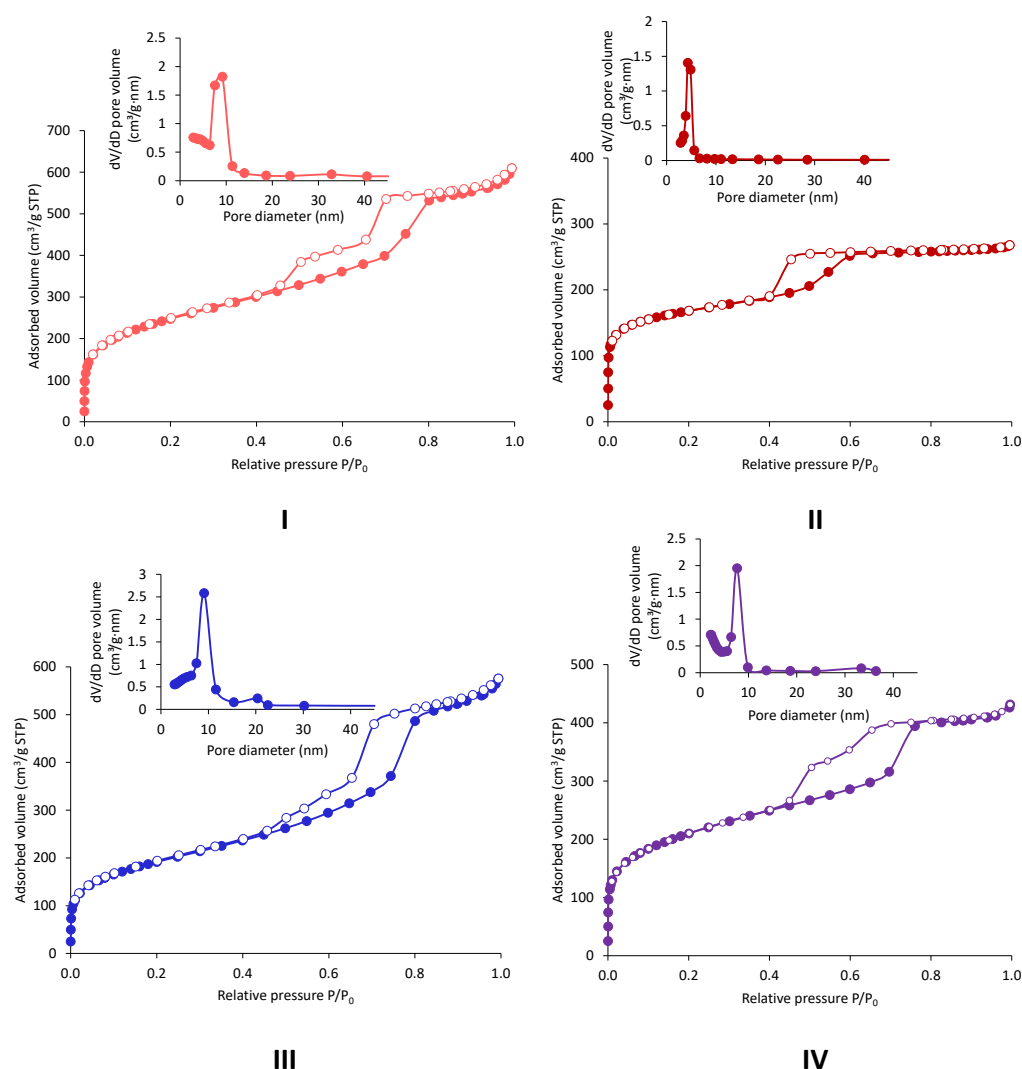 dV/dD pore volume
(cm³/g·nm)
2.5
2
1.5
1
0.5
0
0 10 20 30 40
Pore diameter (nm)
Adsorbed volume (cm³/g STP)
700
600
500
400
300
200
100
0
0.0 0.2 0.4 0.6 0.8 1.0
Relative pressure P/P₀
I
dV/dD pore volume
(cm³/g·nm)
2
1.5
1
0.5
0
0 10 20 30 40
Pore diameter (nm)
Adsorbed volume (cm³/g STP)
400
300
200
100
0
0.0 0.2 0.4 0.6 0.8 1.0
Relative pressure P/P₀
II
dV/dD pore volume
(cm³/g·nm)
3
2.5
2
1.5
1
0.5
0
0 10 20 30 40
Pore diameter (nm)
Adsorbed volume (cm³/g STP)
600
500
400
300
200
100
0
0.0 0.2 0.4 0.6 0.8 1.0
Relative pressure P/P₀
III
dV/dD pore volume
(cm³/g·nm)
2.5
2
1.5
1
0.5
0
0 10 20 30 40
Pore diameter (nm)
Adsorbed volume (cm³/g STP)
500
400
300
200
100
0
0.0 0.2 0.4 0.6 0.8 1.0
Relative pressure P/P₀
IV